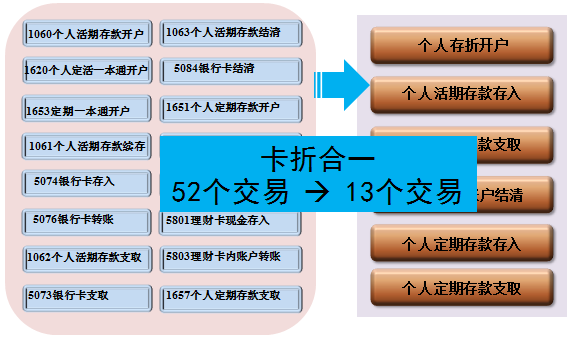 1060个人活期存款开户
1063个人活期存款结清
1620个人定活一本通开户
5084银行卡结清
1653定期一本通开户
1651个人定期存款开户
1061个人活期存款续存
5074银行卡存入
5076银行卡转账
5801理财卡现金存入
1062个人活期存款支取
5803理财卡内账户转账
5073银行卡支取
1657个人定期存款支取
卡折合一
52个交易 → 13个交易
个人存折开户
个人活期存款存入
款支取
户结清
个人定期存款存入
个人定期存款支取